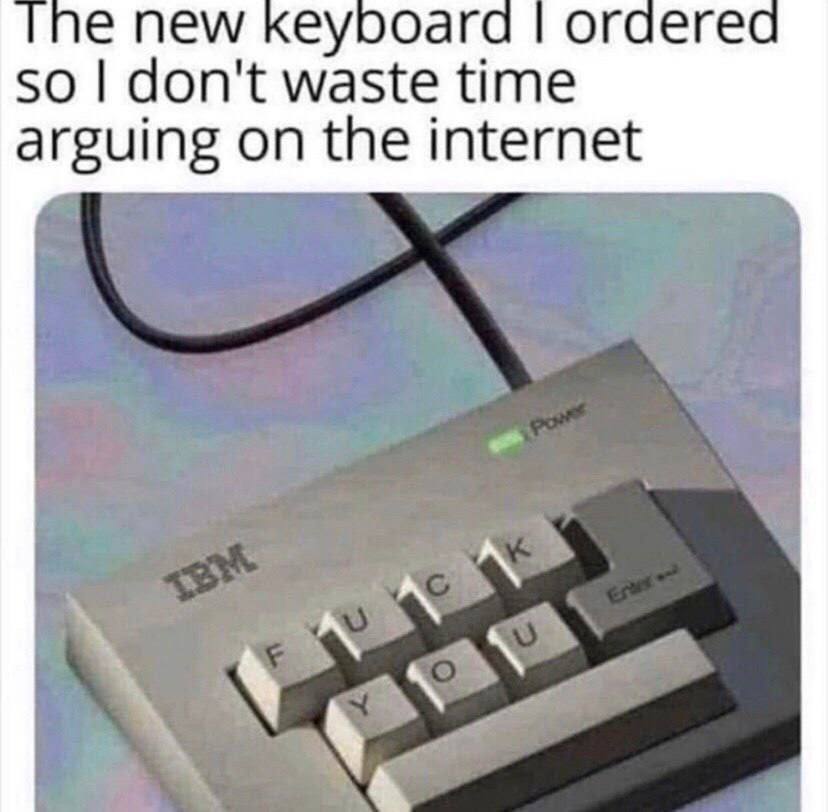 The new keyboard I ordered
so I don't waste time
arguing on the internet
Power
IBM
F U C K
Enter
Y O U